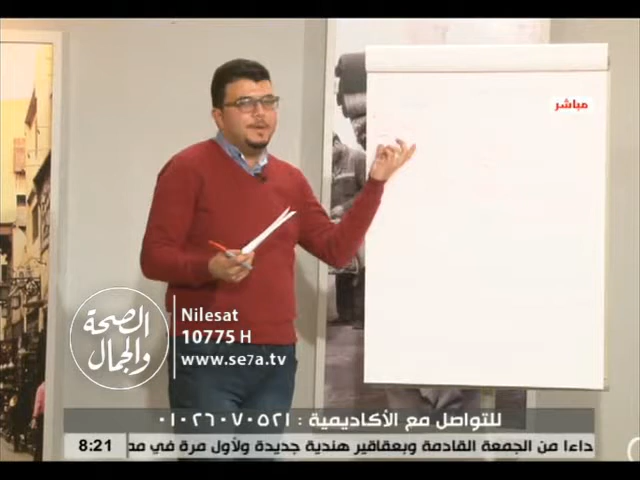 مباشر
الصحة
والجمال
Nilesat
10775 H
www.se7a.tv
للتواصل مع الأكاديمية : ٠١٠٢٦٠٧٠٥٢١
8:21
داءا من الجمعة القادمة وبعقاقير هندية جديدة ولأول مرة في مد